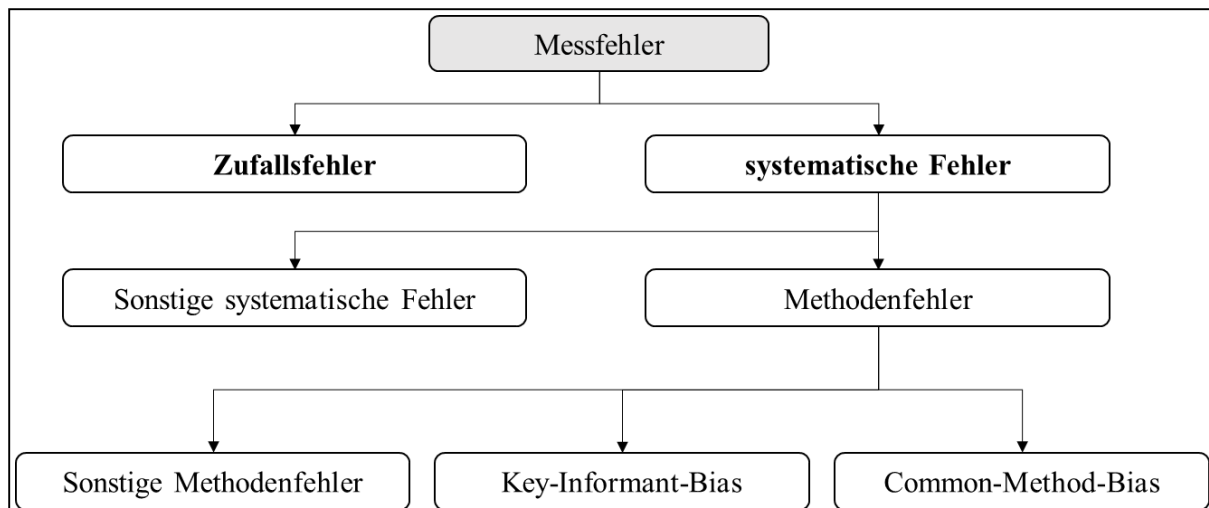 Messfehler
Zufallsfehler
systematische Fehler
Sonstige systematische Fehler
Methodenfehler
Sonstige Methodenfehler
Key-Informant-Bias
Common-Method-Bias